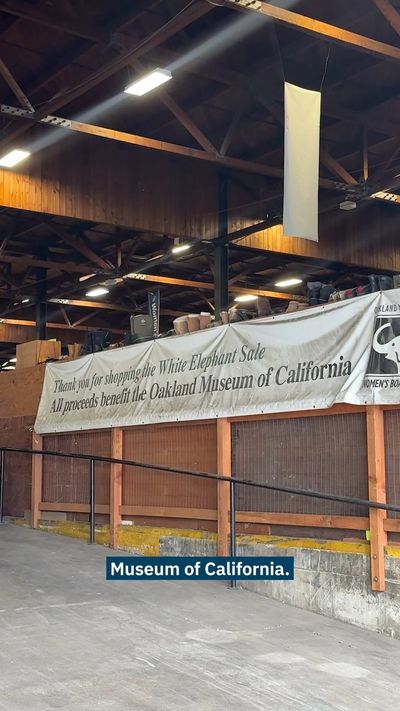 Thank you for shopping the White Elephant Sale
All proceeds benefit the Oakland Museum of California
OAKLAND
WOMEN'S BO
Museum of California.